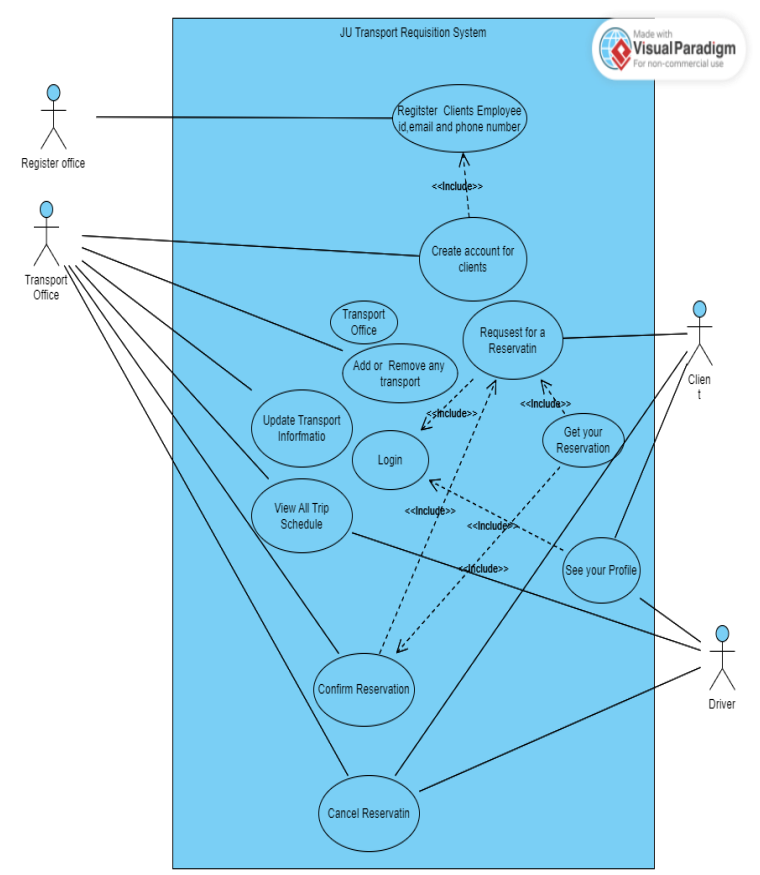 JU Transport Requisition System
Made with
VisualParadigm
For non-commercial use
Register office
Regitster Clients Employee
id,email and phone number
<<Include>>
Transport
Office
Create account for
clients
Transport
Office
Requsest for a
Reservatin
Clien
t
Add or Remove any
transport
<<Include>>
<<Include>>
Update Transport
Inforfmatio
Get your
Reservation
Login
View All Trip
Schedule
<<Include>>
<<Include>>
<<Include>>
See your Profile
Confirm Reservation
Driver
Cancel Reservatin